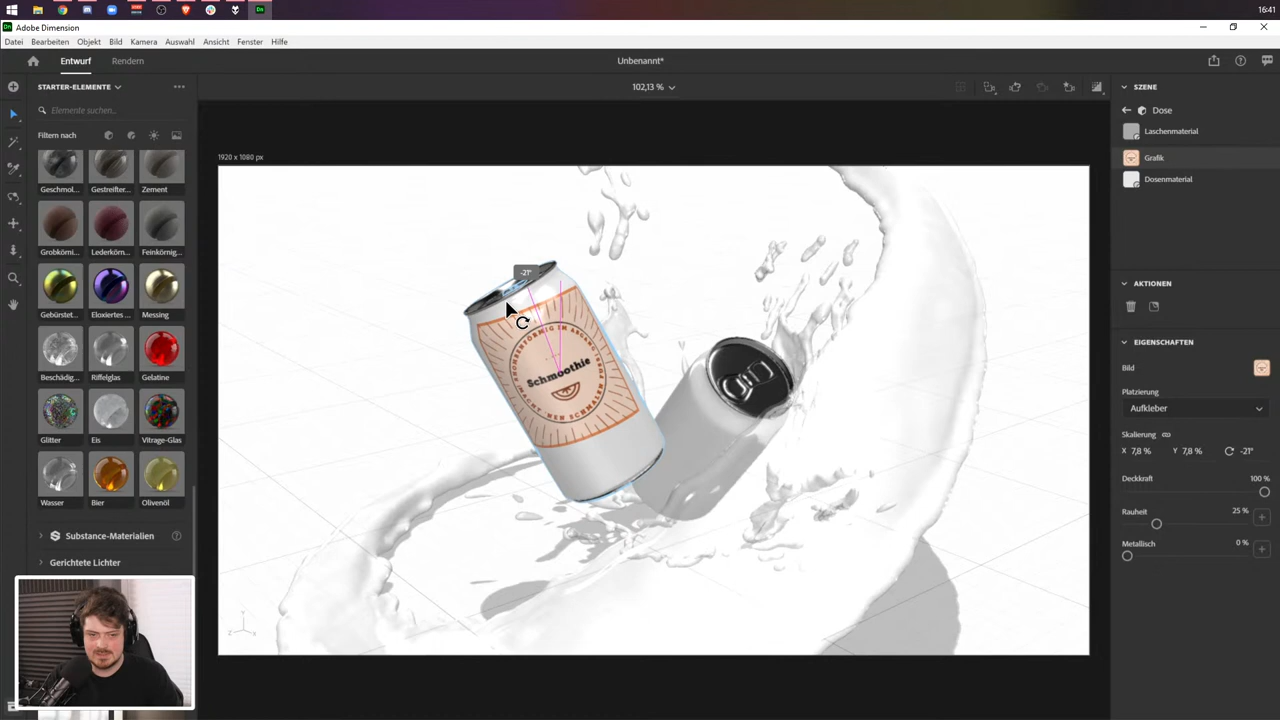 16:41
Adobe Dimension
Datei Bearbeiten Objekt Bild Kamera Auswahl Ansicht Fenster Hilfe
Entwurf Rendern Unbenannt*
STARTER-ELEMENTE
Elemente suchen...
Filtern nach
Geschmol... Gestreifter... Zement
Grobkörni... Lederkörn... Feinkörnig...
Gebürstet... Eloxiertes ... Messing
Beschädig... Riffelglas Gelatine
Glitter Eis Vitrage-Glas
Wasser Bier Olivenöl
Substance-Materialien
Gerichtete Lichter
102,13 %
1920 x 1080 px
-21°
Schmoothie
MACHT 'NEN SCHMALEN
SZENE
Dose
Laschenmaterial
Grafik
Dosenmaterial
AKTIONEN
EIGENSCHAFTEN
Bild
Platzierung
Aufkleber
Skalierung
X 7,8 % Y 7,8 % -21°
Deckkraft 100 %
Rauheit 25 %
Metallisch 0 %